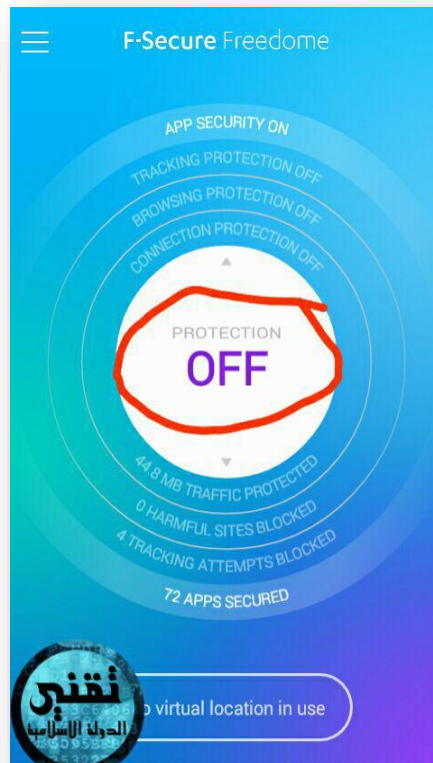 F-Secure Freedome
APP SECURITY ON
TRACKING PROTECTION OFF
BROWSING PROTECTION OFF
CONNECTION PROTECTION OFF
PROTECTION
OFF
44.8 MB TRAFFIC PROTECTED
0 HARMFUL SITES BLOCKED
4 TRACKING ATTEMPTS BLOCKED
72 APPS SECURED
virtual location in use
تقني
الدولة الاسلامية